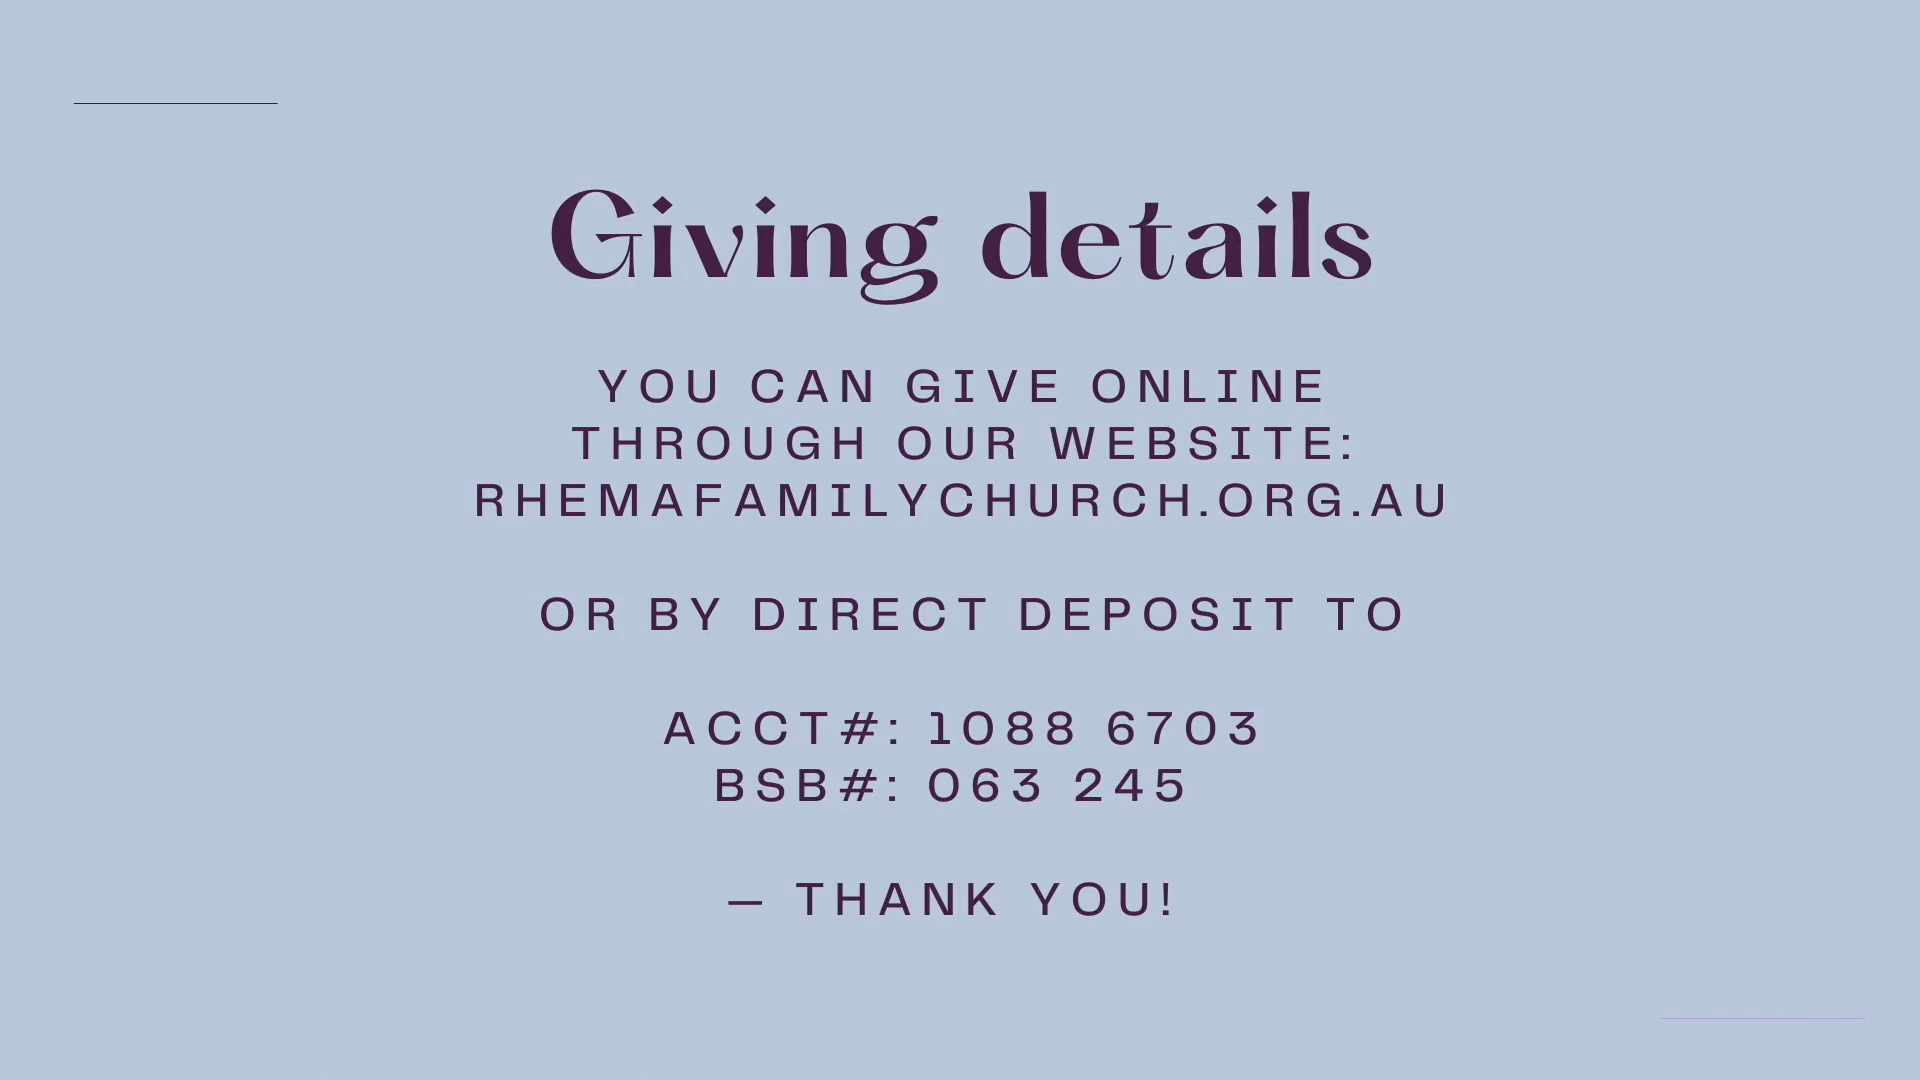 Giving details
YOU CAN GIVE ONLINE
THROUGH OUR WEBSITE:
RHEMAFAMILYCHURCH.ORG.AU
OR BY DIRECT DEPOSIT TO
ACCT#: 1088 6703
BSB#: 063 245
– THANK YOU!